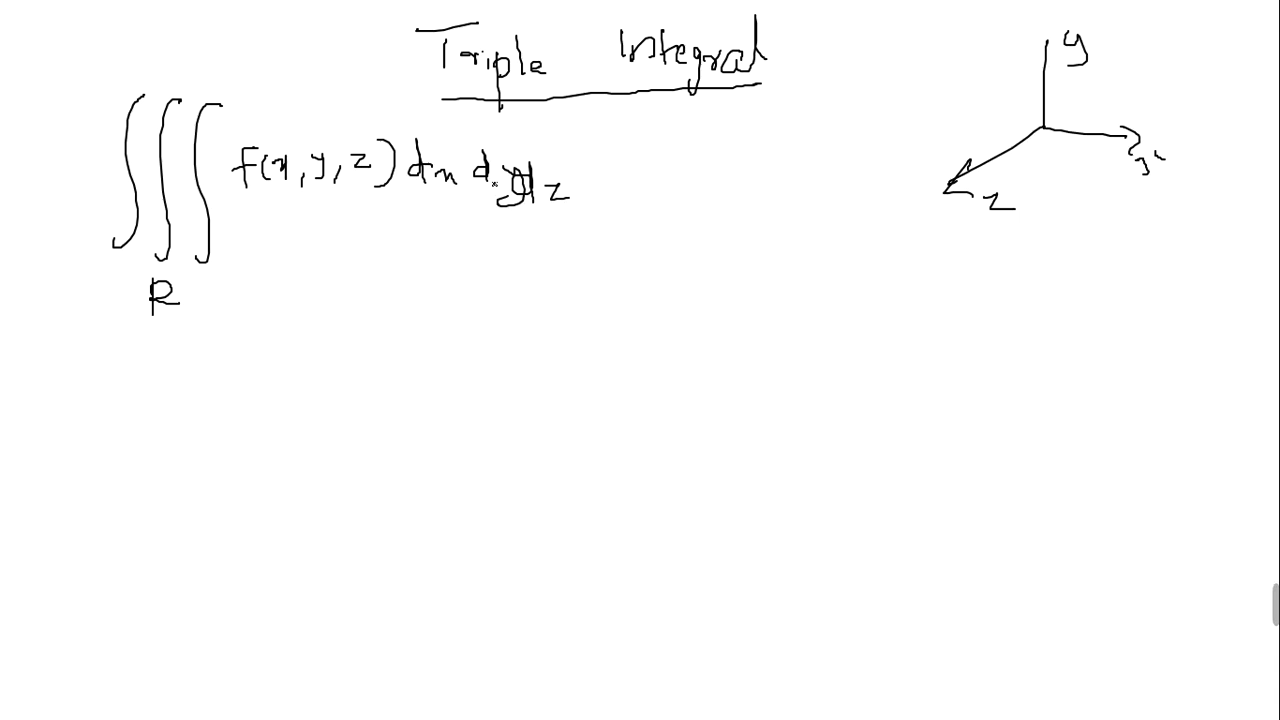 Triple Integral
∭ f(x, y, z) dx dy dz
R
y
x
z